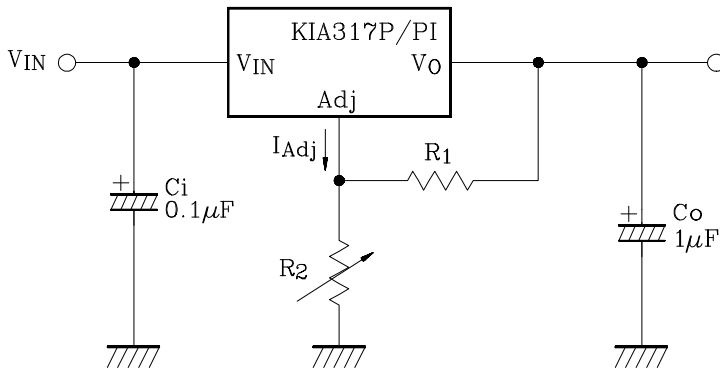 KIA317P/PI
VIN
VIN
VO
Adj
IAdj
R1
+ Ci
0.1μF
R2
+ Co
1μF